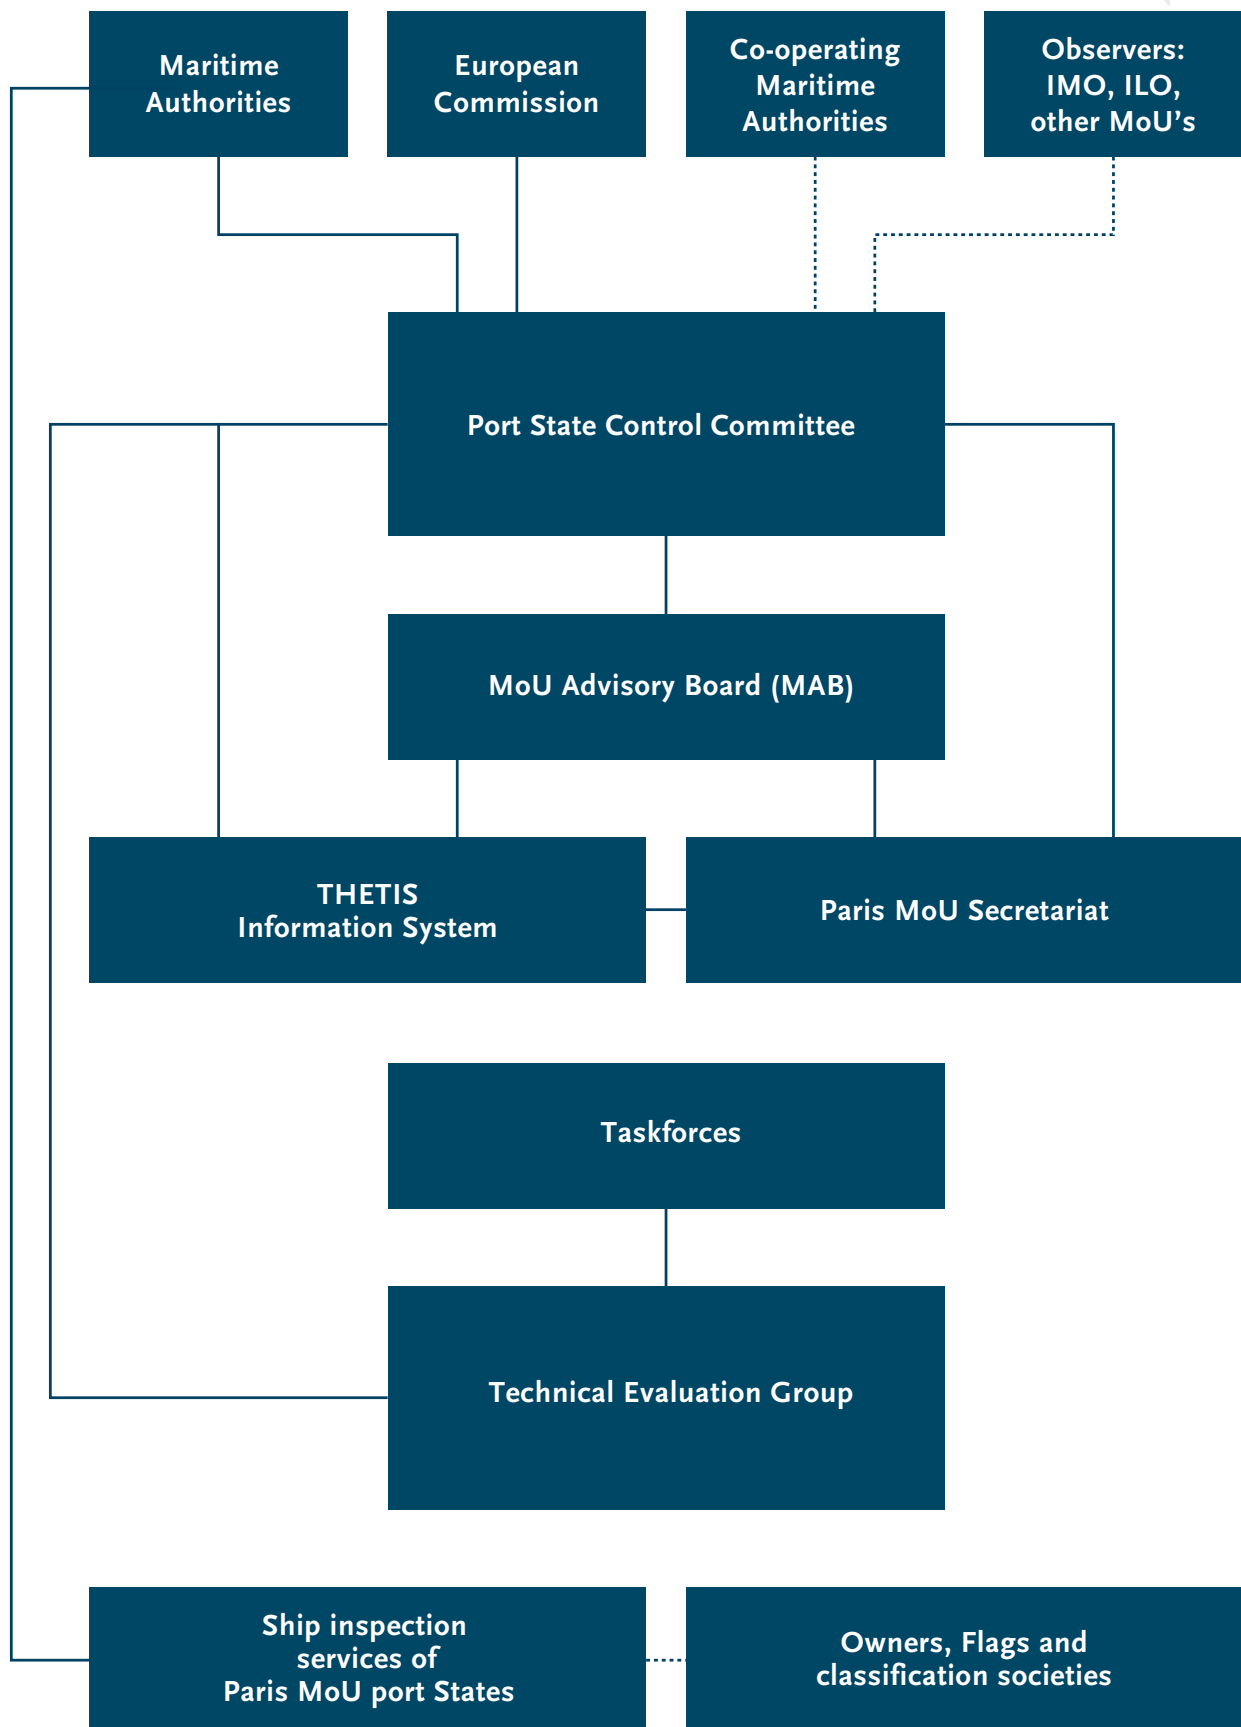 Maritime
Authorities
European
Commission
Co-operating
Maritime
Authorities
Observers:
IMO, ILO,
other MoU’s
Port State Control Committee
MoU Advisory Board (MAB)
THETIS
Information System
Paris MoU Secretariat
Taskforces
Technical Evaluation Group
Ship inspection
services of
Paris MoU port States
Owners, Flags and
classification societies